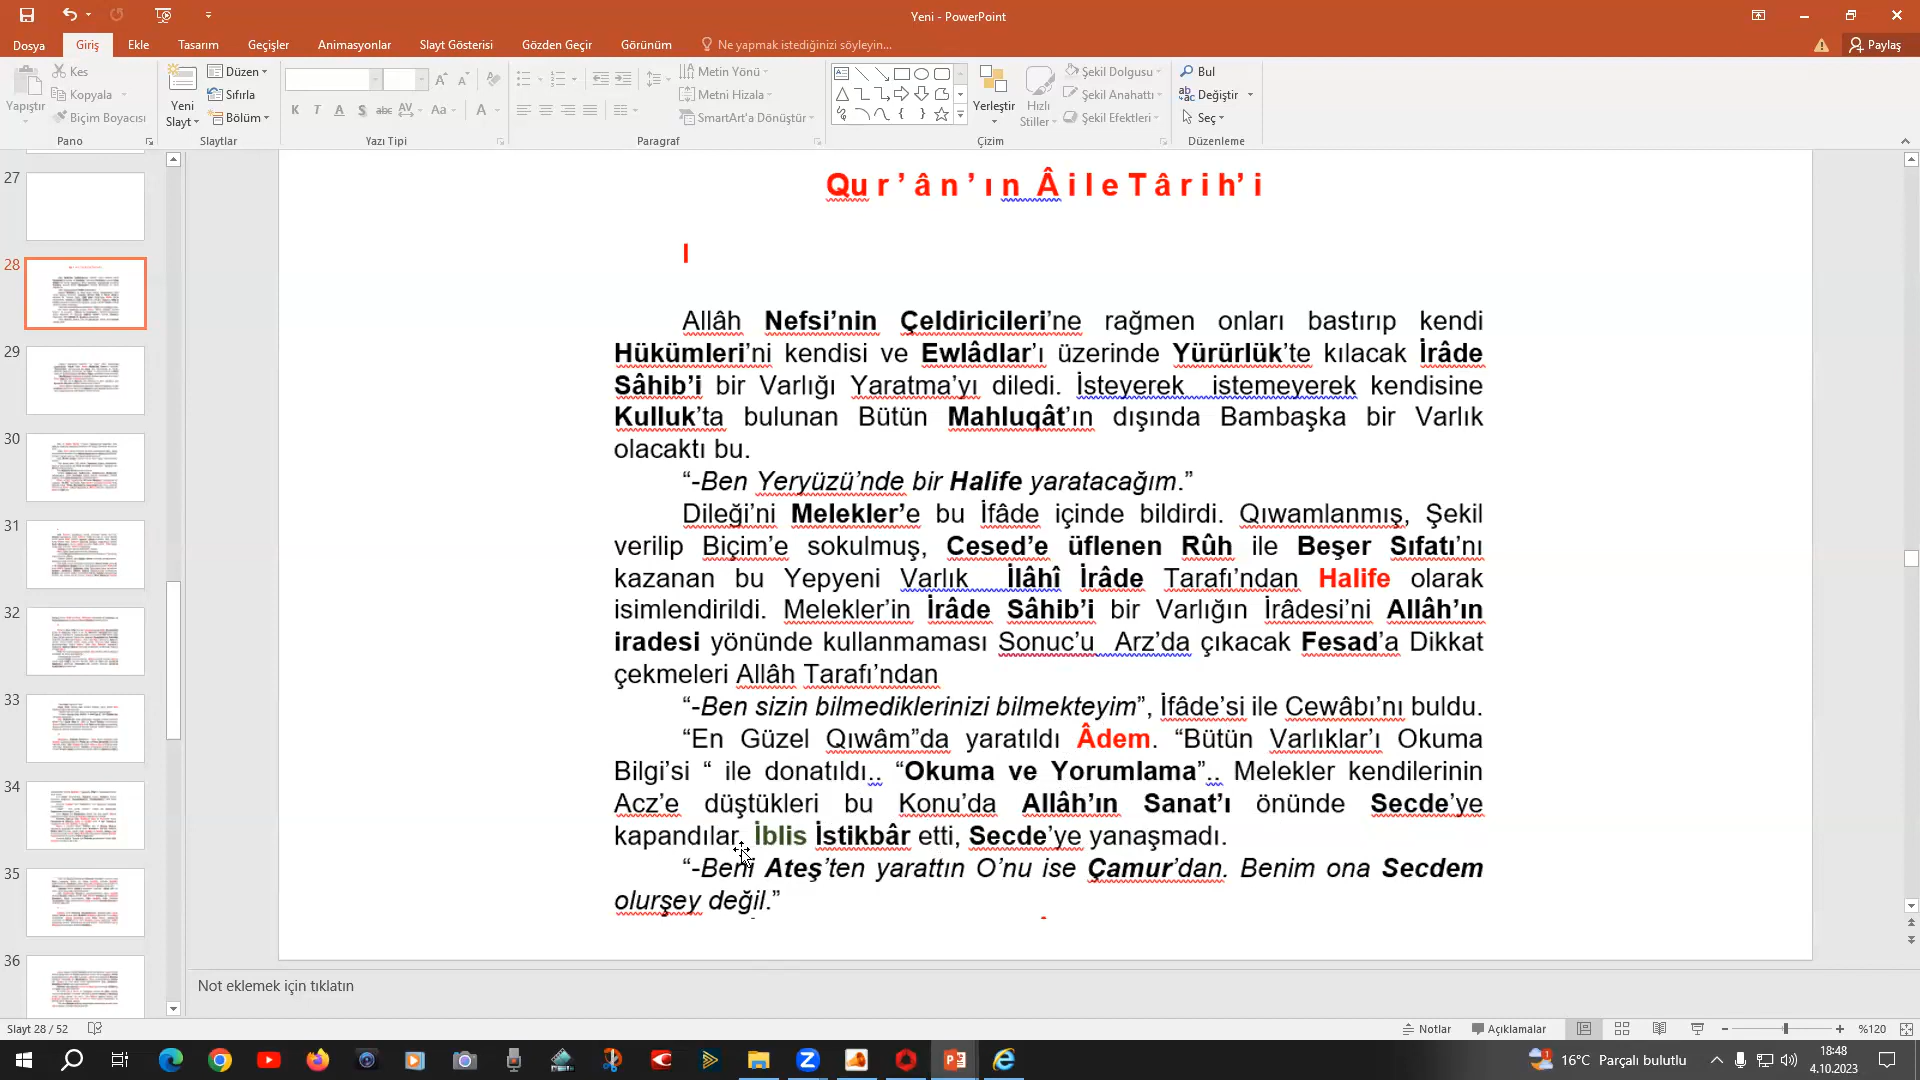 Yeni - PowerPoint
Dosya Giriş Ekle Tasarım Geçişler Animasyonlar Slayt Gösterisi Gözden Geçir Görünüm Ne yapmak istediğinizi söyleyin... Paylaş
Yapıştır Kes Kopyala Biçim Boyacısı
Pano
Yeni Slayt Düzen Sıfırla Bölüm
Slaytlar
K T A S abc AV Aa A
Yazı Tipi
Metin Yönü Metni Hizala SmartArt'a Dönüştür
Paragraf
Yerleştir Hızlı Stiller Şekil Dolgusu Şekil Anahattı Şekil Efektleri
Çizim
Bul Değiştir Seç
Düzenleme
27
28
29
30
31
32
33
34
35
36
Qu r ’ â n ’ ı n Â i l e T â r i h’ i
I
Allâh Nefsi’nin Çeldiricileri’ne rağmen onları bastırıp kendi
Hükümleri’ni kendisi ve Ewlâdlar’ı üzerinde Yürürlük’te kılacak İrâde
Sâhib’i bir Varlığı Yaratma’yı diledi. İsteyerek istemeyerek kendisine
Kulluk’ta bulunan Bütün Mahluqât’ın dışında Bambaşka bir Varlık
olacaktı bu.
“-Ben Yeryüzü’nde bir Halife yaratacağım.”
Dileği’ni Melekler’e bu İfâde içinde bildirdi. Qıwamlanmış, Şekil
verilip Biçim’e sokulmuş, Cesed’e üflenen Rûh ile Beşer Sıfatı’nı
kazanan bu Yepyeni Varlık İlâhî İrâde Tarafı’ndan Halife olarak
isimlendirildi. Melekler’in İrâde Sâhib’i bir Varlığın İrâdesi’ni Allâh’ın
iradesi yönünde kullanmaması Sonuc’u Arz’da çıkacak Fesad’a Dikkat
çekmeleri Allâh Tarafı’ndan
“-Ben sizin bilmediklerinizi bilmekteyim”, İfâde’si ile Cewâbı’nı buldu.
“En Güzel Qıwâm”da yaratıldı Âdem. “Bütün Varlıklar’ı Okuma
Bilgi’si “ ile donatıldı.. “Okuma ve Yorumlama”.. Melekler kendilerinin
Acz’e düştükleri bu Konu’da Allâh’ın Sanat’ı önünde Secde’ye
kapandılar. İblis İstikbâr etti, Secde’ye yanaşmadı.
“-Beni Ateş’ten yarattın O’nu ise Çamur’dan. Benim ona Secdem
olurşey değil.”
Not eklemek için tıklatın
Slayt 28 / 52 Notlar Açıklamalar %120
16°C Parçalı bulutlu 18:48
4.10.2023